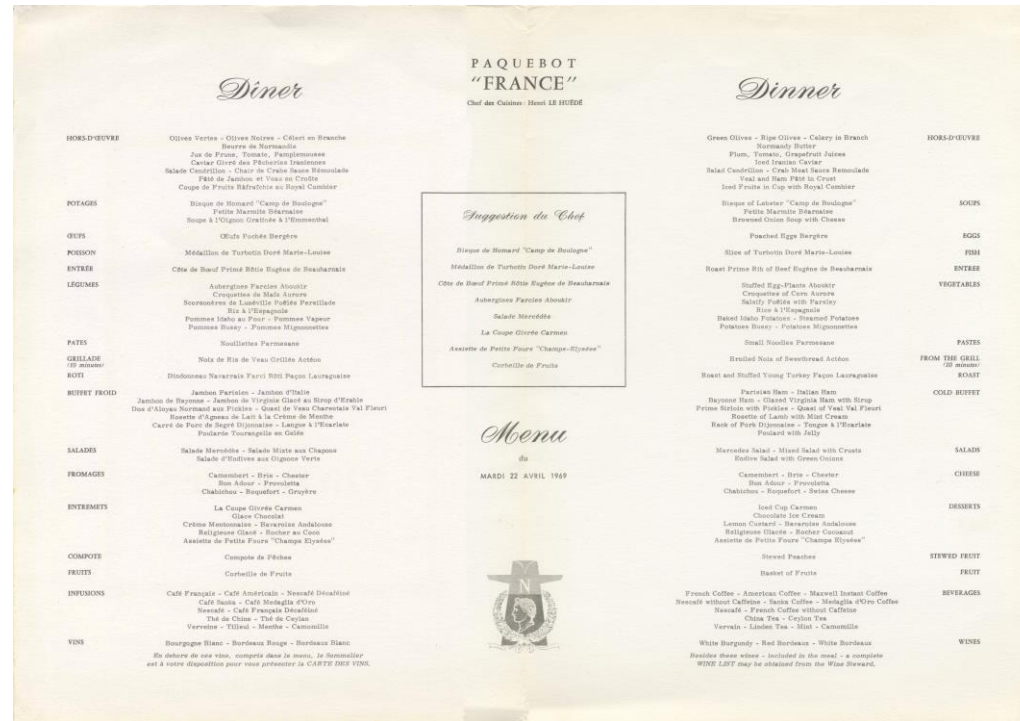 Dîner
HORS-D'ŒUVRE
Olives Vertes - Olives Noires - Céleri en Branche
Beurre de Normandie
Jus de Prune, Tomate, Pamplemousse
Caviar Givré des Pêcheries Iraniennes
Salade Cendrillon - Chair de Crabe Sauce Rémoulade
Pâté de Jambon et Veau en Croûte
Coupe de Fruits Rafraîchis au Royal Combier
POTAGES
Bisque de Homard "Camp de Boulogne"
Petite Marmite Béarnaise
Soupe à l'Oignon Gratinée à l'Emmenthal
ŒUFS
Œufs Pochés Bergère
POISSON
Médaillon de Turbotin Doré Marie-Louise
ENTRÉE
Côte de Bœuf Primé Rôtie Eugène de Beauharnais
LÉGUMES
Aubergines Farcies Aboukir
Croquettes de Maïs Aurore
Scorsonères de Lunéville Poêlés Persillade
Riz à l'Espagnole
Pommes Idaho au Four - Pommes Vapeur
Pommes Bussy - Pommes Mignonnettes
PATES
Nouillettes Parmesane
GRILLADE
(10 minutes)
Noix de Ris de Veau Grillée Actéon
ROTI
Dindonneau Navarrais Farci Rôti Façon Lauraguaise
BUFFET FROID
Jambon Parisien - Jambon d'Italie
Jambon de Bayonne - Jambon de Virginie Glacé au Sirop d'Erable
Dos d'Aloyau Normand aux Pickles - Quasi de Veau Charentais Val Fleuri
Rosette d'Agneau de Lait à la Crème de Menthe
Carré de Porc de Segré Dijonnaise - Langue à l'Ecarlate
Poularde Tourangelle en Gelée
SALADES
Salade Mercédès - Salade Mixte aux Chapons
Salade d'Endives aux Oignons Verts
FROMAGES
Camembert - Brie - Chester
Bon Adour - Provoletta
Chabichou - Roquefort - Gruyère
ENTREMETS
La Coupe Givrée Carmen
Glace Chocolat
Crème Mentonnaise - Bavaroise Andalouse
Religieuse Glacé - Rocher au Coco
Assiette de Petits Fours "Champs Elysées"
COMPOTE
Compote de Pêches
FRUITS
Corbeille de Fruits
INFUSIONS
Café Français - Café Américain - Nescafé Décaféiné
Café Sanka - Café Medaglia d'Oro
Nescafé - Café Français Décaféiné
Thé de Chine - Thé de Ceylan
Verveine - Tilleul - Menthe - Camomille
VINS
Bourgogne Blanc - Bordeaux Rouge - Bordeaux Blanc
En dehors de ces vins, compris dans le menu, le Sommelier
est à votre disposition pour vous présenter la CARTE DES VINS.
PAQUEBOT
"FRANCE"
Chef des Cuisines: Henri LE HUÉDÉ
Suggestion du Chef
Bisque de Homard "Camp de Boulogne"
Médaillon de Turbotin Doré Marie-Louise
Côte de Bœuf Primé Rôtie Eugène de Beauharnais
Aubergines Farcies Aboukir
Salade Mercédès
La Coupe Givrée Carmen
Assiette de Petits Fours "Champs-Elysées"
Corbeille de Fruits
Menu
du
MARDI 22 AVRIL 1969
N
Dinner
HORS-D'ŒUVRE
Green Olives - Ripe Olives - Celery in Branch
Normandy Butter
Plum, Tomato, Grapefruit Juices
Iced Iranian Caviar
Salad Cendrillon - Crab Meat Sauce Remoulade
Veal and Ham Pâté in Crust
Iced Fruits in Cup with Royal Combier
SOUPS
Bisque of Lobster "Camp de Boulogne"
Petite Marmite Béarnaise
Browned Onion Soup with Cheese
EGGS
Poached Eggs Bergère
FISH
Slice of Turbotin Doré Marie-Louise
ENTREE
Roast Prime Rib of Beef Eugène de Beauharnais
VEGETABLES
Stuffed Egg-Plants Aboukir
Croquettes of Corn Aurore
Salsify Poêlés with Parsley
Rice à l'Espagnole
Baked Idaho Potatoes - Steamed Potatoes
Potatoes Bussy - Potatoes Mignonnettes
PASTES
Small Noodles Parmesane
FROM THE GRILL
(10 minutes)
Broiled Noix of Sweetbread Actéon
ROAST
Roast and Stuffed Young Turkey Façon Lauragaise
COLD BUFFET
Parisian Ham - Italian Ham
Bayonne Ham - Glazed Virginia Ham with Sirup
Prime Sirloin with Pickles - Quasi of Veal Val Fleuri
Rosette of Lamb with Mint Cream
Rack of Pork Dijonnaise - Tongue à l'Ecarlate
Poulard with Jelly
SALADS
Mercedes Salad - Mixed Salad with Crusts
Endive Salad with Green Onions
CHEESE
Camembert - Brie - Chester
Bon Adour - Provoletta
Chabichou - Roquefort - Swiss Cheese
DESSERTS
Iced Cup Carmen
Chocolate Ice Cream
Lemon Custard - Bavaroise Andalouse
Religieuse Glacée - Rocher Cocoanut
Assiette de Petits Fours "Champs Elysées"
STEWED FRUIT
Stewed Peaches
FRUIT
Basket of Fruits
BEVERAGES
French Coffee - American Coffee - Maxwell Instant Coffee
Nescafé without Caffeine - Sanka Coffee - Medaglia d'Oro Coffee
Nescafé - French Coffee without Caffeine
China Tea - Ceylon Tea
Vervain - Linden Tea - Mint - Camomille
WINES
White Burgundy - Red Bordeaux - White Bordeaux
Besides these wines - included in the meal - a complete
WINE LIST may be obtained from the Wine Steward.